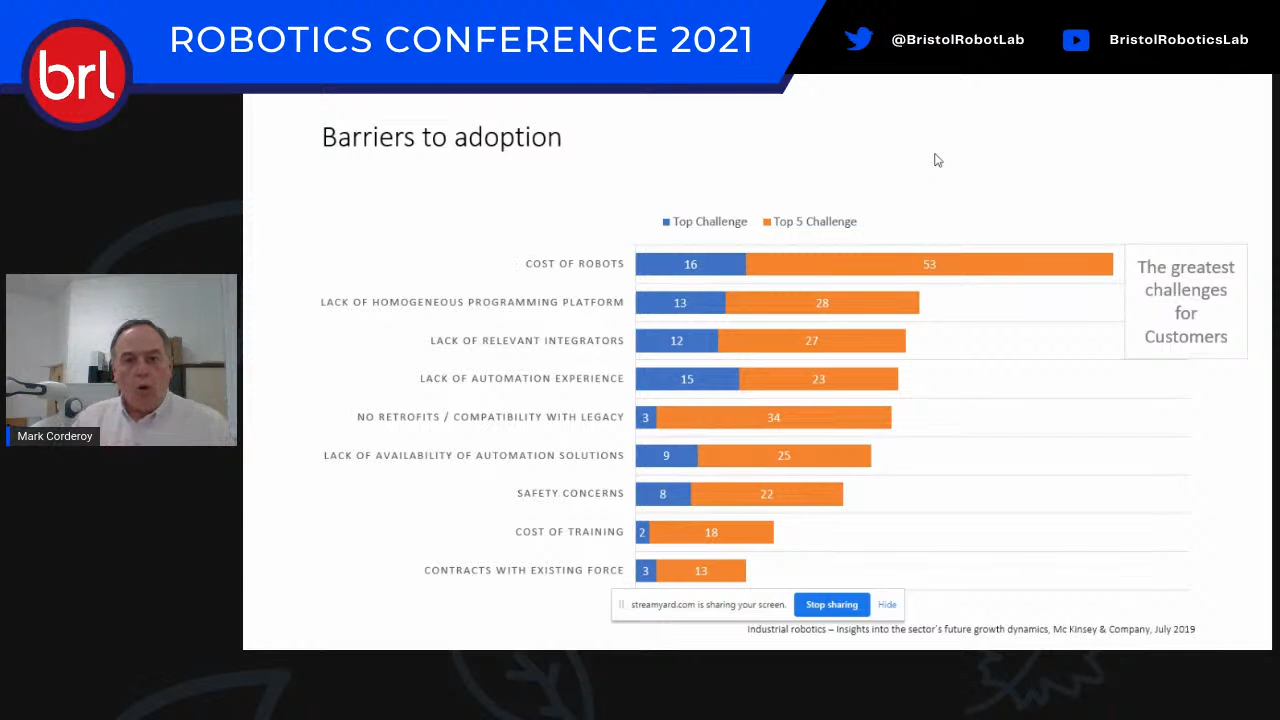 brl
ROBOTICS CONFERENCE 2021
@BristolRobotLab
BristolRoboticsLab
Barriers to adoption
Top Challenge
Top 5 Challenge
COST OF ROBOTS
16
53
LACK OF HOMOGENEOUS PROGRAMMING PLATFORM
13
28
LACK OF RELEVANT INTEGRATORS
12
27
LACK OF AUTOMATION EXPERIENCE
15
23
NO RETROFITS / COMPATIBILITY WITH LEGACY
3
34
LACK OF AVAILABILITY OF AUTOMATION SOLUTIONS
9
25
SAFETY CONCERNS
8
22
COST OF TRAINING
2
18
CONTRACTS WITH EXISTING FORCE
3
13
The greatest
challenges
for
Customers
Mark Corderoy
streamyard.com is sharing your screen.
Stop sharing
Hide
Industrial robotics – Insights into the sector's future growth dynamics, Mc Kinsey & Company, July 2019